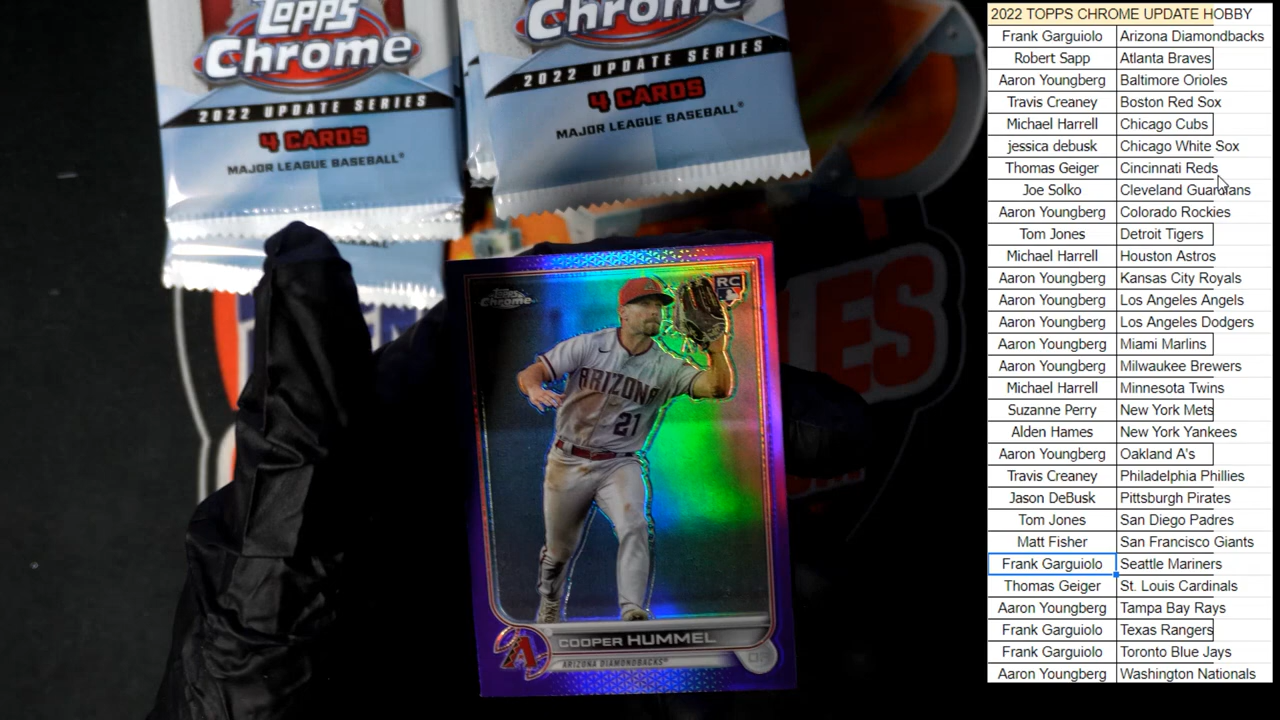 Topps
Chrome
2022 UPDATE SERIES
4 CARDS
MAJOR LEAGUE BASEBALL®
Chrome
2022 UPDATE SERIES
4 CARDS
MAJOR LEAGUE BASEBALL®
Topps
Chrome
RC
ARIZONA
21
COOPER HUMMEL
ARIZONA DIAMONDBACKS®
2022 TOPPS CHROME UPDATE HOBBY
Frank Garguiolo Arizona Diamondbacks
Robert Sapp Atlanta Braves
Aaron Youngberg Baltimore Orioles
Travis Creaney Boston Red Sox
Michael Harrell Chicago Cubs
jessica debusk Chicago White Sox
Thomas Geiger Cincinnati Reds
Joe Solko Cleveland Guardians
Aaron Youngberg Colorado Rockies
Tom Jones Detroit Tigers
Michael Harrell Houston Astros
Aaron Youngberg Kansas City Royals
Aaron Youngberg Los Angeles Angels
Aaron Youngberg Los Angeles Dodgers
Aaron Youngberg Miami Marlins
Aaron Youngberg Milwaukee Brewers
Michael Harrell Minnesota Twins
Suzanne Perry New York Mets
Alden Hames New York Yankees
Aaron Youngberg Oakland A's
Travis Creaney Philadelphia Phillies
Jason DeBusk Pittsburgh Pirates
Tom Jones San Diego Padres
Matt Fisher San Francisco Giants
Frank Garguiolo Seattle Mariners
Thomas Geiger St. Louis Cardinals
Aaron Youngberg Tampa Bay Rays
Frank Garguiolo Texas Rangers
Frank Garguiolo Toronto Blue Jays
Aaron Youngberg Washington Nationals